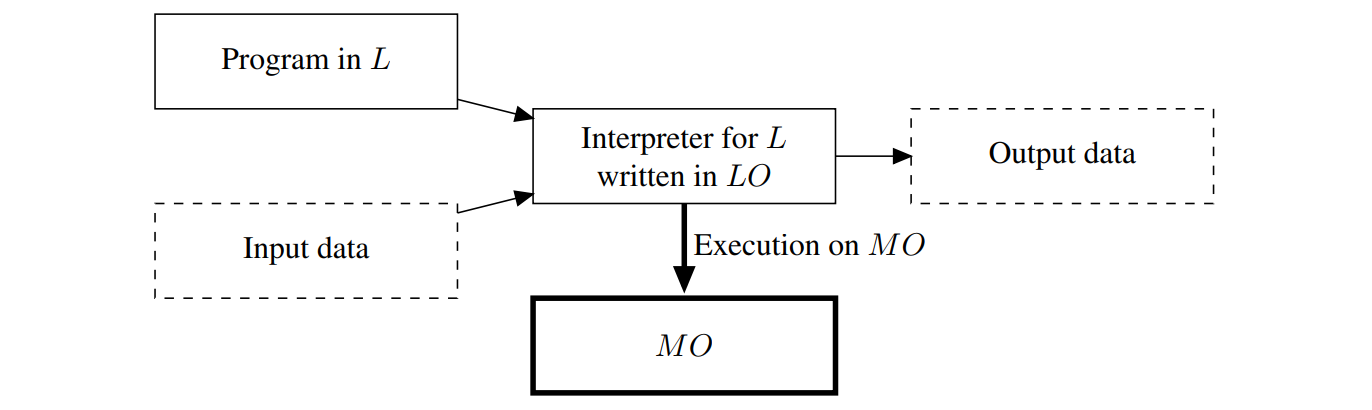 Program in L
Interpreter for L
written in LO
Output data
Input data
Execution on MO
MO